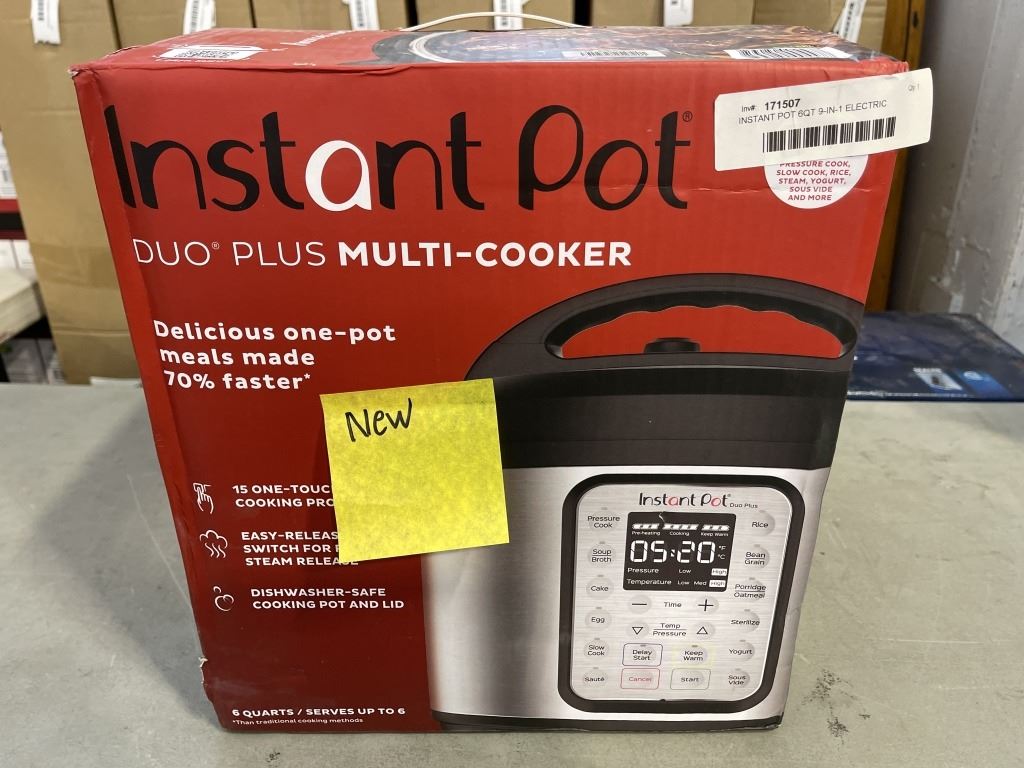 Inv#: 171507
Qty: 1
INSTANT POT 6QT 9-IN-1 ELECTRIC
Instant Pot®
PRESSURE COOK,
SLOW COOK, RICE,
STEAM, YOGURT,
SOUS VIDE
AND MORE
DUO® PLUS MULTI-COOKER
Delicious one-pot
meals made
70% faster*
New
15 ONE-TOUC
COOKING PRO
EASY-RELEAS
SWITCH FOR F
STEAM RELEASE
DISHWASHER-SAFE
COOKING POT AND LID
6 QUARTS / SERVES UP TO 6
*Than traditional cooking methods
Instant Pot® Duo Plus
Pre-heating Cooking Keep Warm
05:20 °F °C
Pressure Low High
Temperature Low Med High
Pressure Cook
Rice
Soup Broth
Bean Grain
Cake
Porridge Oatmeal
— Time +
Egg
Temp Pressure
Sterilize
Slow Cook
Delay Start
Keep Warm
Yogurt
Sauté
Cancel
Start
Sous Vide